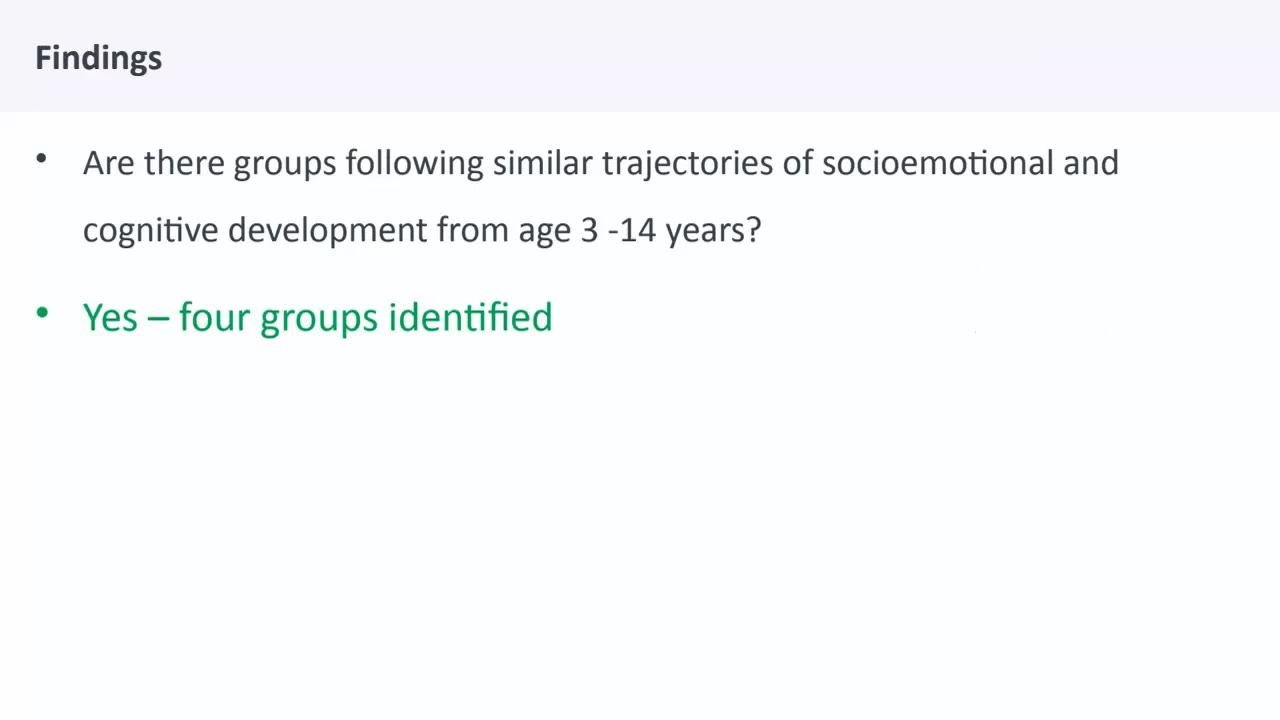 Findings
• Are there groups following similar trajectories of socioemotional and
cognitive development from age 3 -14 years?
• Yes – four groups identified